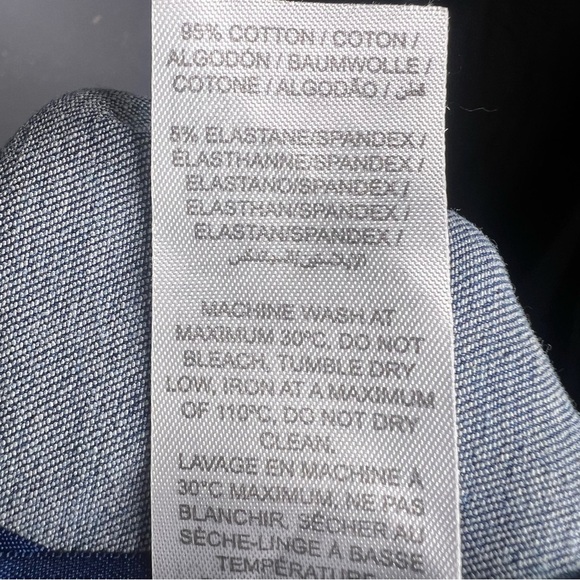 95% COTTON / COTON /
ALGODÓN / BAUMWOLLE /
COTONE / ALGODÃO / قطن
5% ELASTANE/SPANDEX /
ÉLASTHANNE/SPANDEX /
ELASTANO/SPANDEX /
ELASTHAN/SPANDEX /
ELASTAN/SPANDEX /
MACHINE WASH AT
MAXIMUM 30°C, DO NOT
BLEACH, TUMBLE DRY
LOW, IRON AT A MAXIMUM
OF 110°C, DO NOT DRY
CLEAN.
LAVAGE EN MACHINE À
30°C MAXIMUM, NE PAS
BLANCHIR, SÉCHER AU
SÈCHE-LINGE À BASSE
TEMPÉRATURE